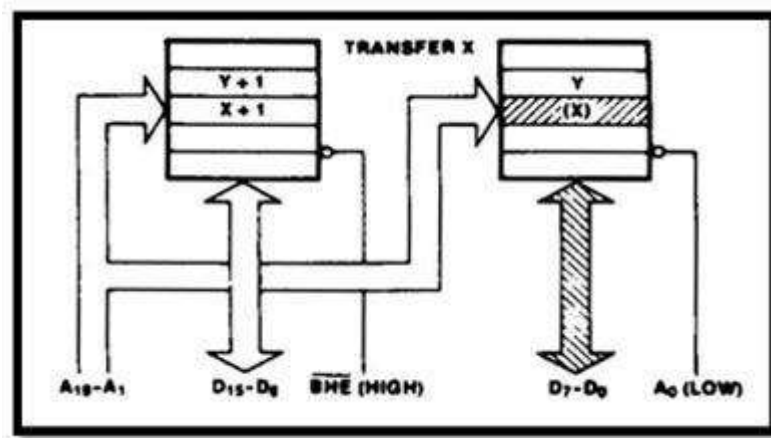 TRANSFER X
Y + 1
X + 1
Y
(X)
A19-A1
D15-D8
BHE (HIGH)
D7-D0
A0 (LOW)